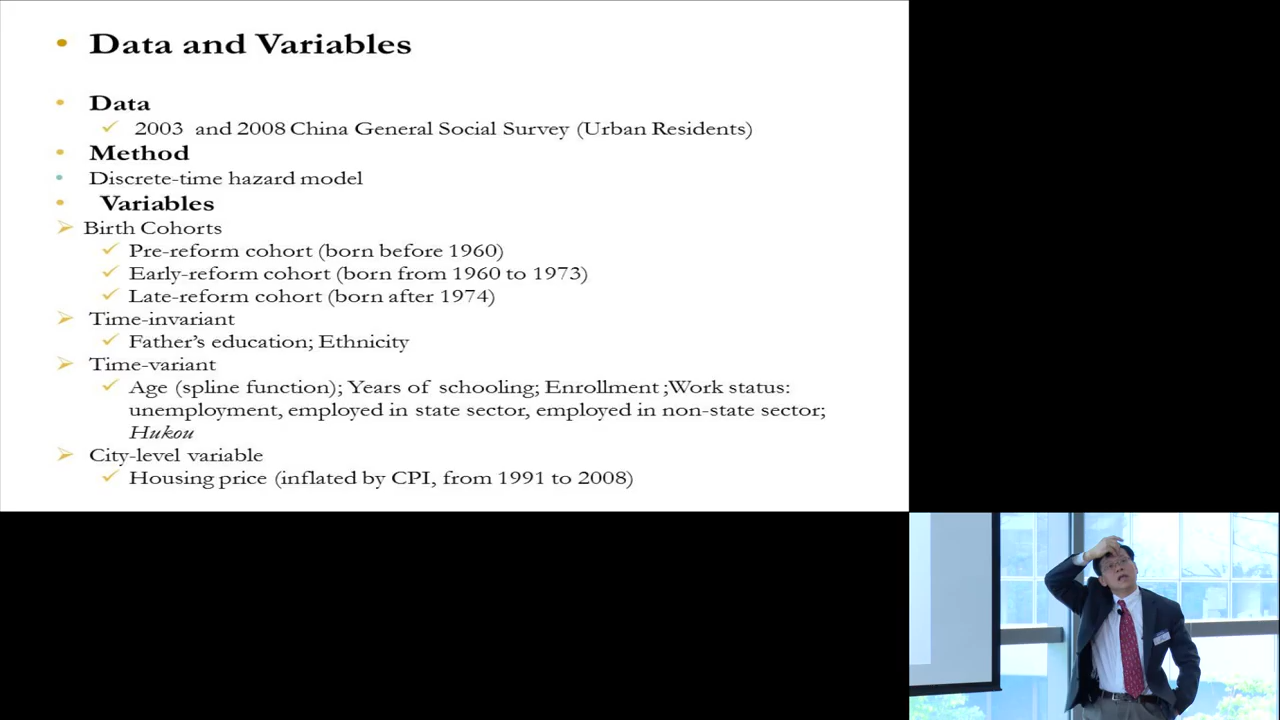 Data and Variables
Data
2003 and 2008 China General Social Survey (Urban Residents)
Method
Discrete-time hazard model
Variables
Birth Cohorts
Pre-reform cohort (born before 1960)
Early-reform cohort (born from 1960 to 1973)
Late-reform cohort (born after 1974)
Time-invariant
Father's education; Ethnicity
Time-variant
Age (spline function); Years of schooling; Enrollment ;Work status:
unemployment, employed in state sector, employed in non-state sector;
Hukou
City-level variable
Housing price (inflated by CPI, from 1991 to 2008)